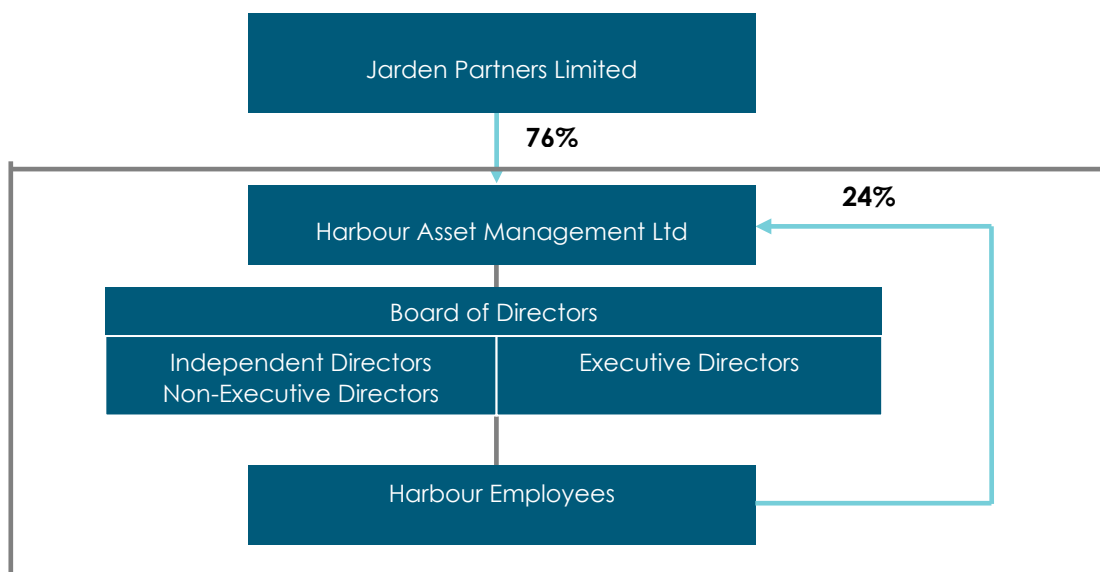 Jarden Partners Limited
76%
Harbour Asset Management Ltd
24%
Board of Directors
Independent Directors
Non-Executive Directors
Executive Directors
Harbour Employees